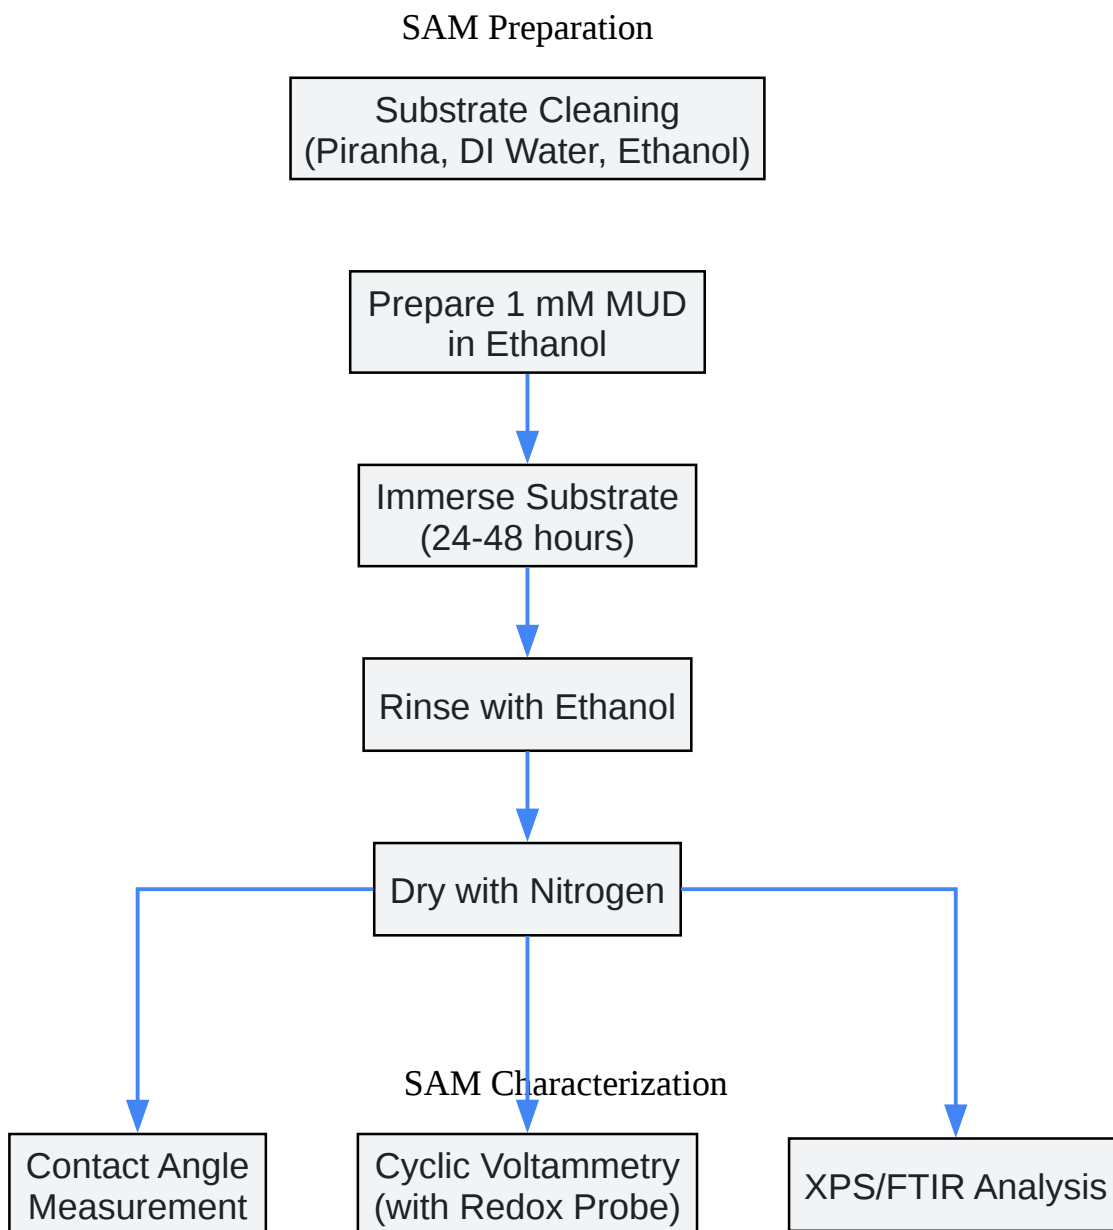 SAM Preparation
Substrate Cleaning
(Piranha, DI Water, Ethanol)
Prepare 1 mM MUD
in Ethanol
Immerse Substrate
(24-48 hours)
Rinse with Ethanol
Dry with Nitrogen
SAM Characterization
Contact Angle
Measurement
Cyclic Voltammetry
(with Redox Probe)
XPS/FTIR Analysis